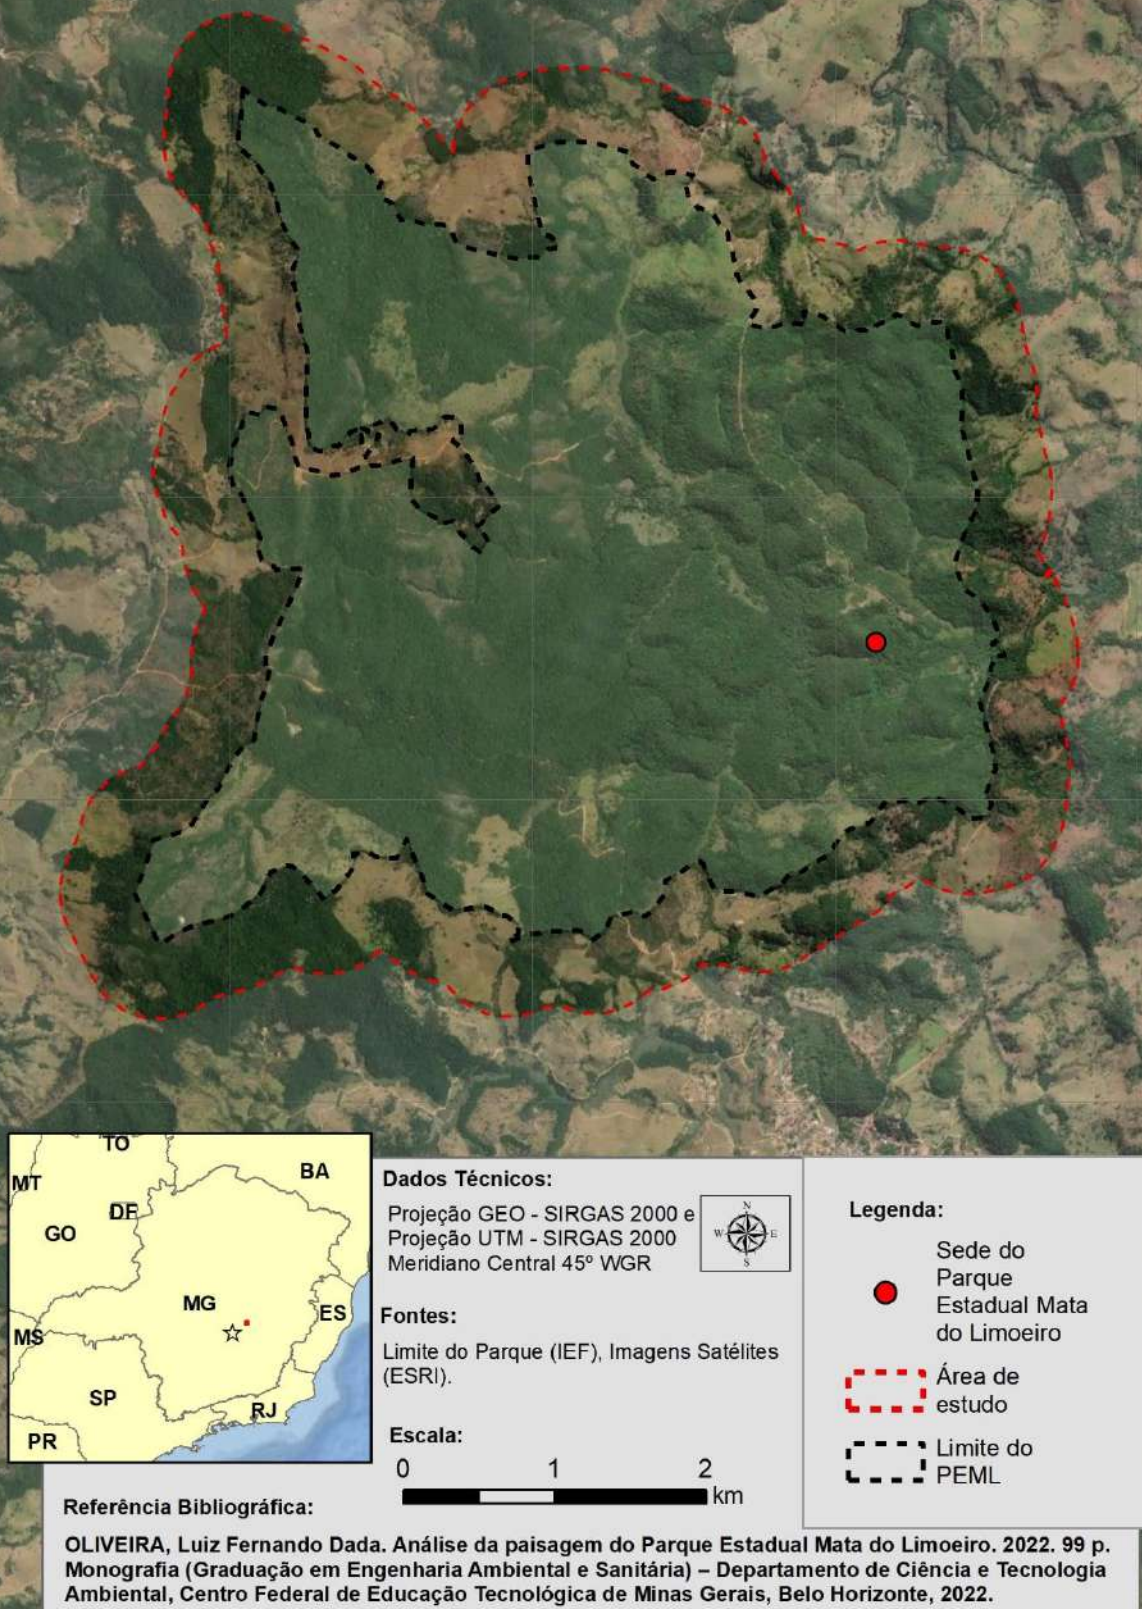 TO
BA
MT
DF
GO
MG
ES
MS
SP
RJ
PR
Dados Técnicos:
Projeção GEO - SIRGAS 2000 e
Projeção UTM - SIRGAS 2000
Meridiano Central 45º WGR
N
W
E
S
Fontes:
Limite do Parque (IEF), Imagens Satélites
(ESRI).
Escala:
0 1 2
km
Legenda:
Sede do
Parque
Estadual Mata
do Limoeiro
Área de
estudo
Limite do
PEML
Referência Bibliográfica:
OLIVEIRA, Luiz Fernando Dada. Análise da paisagem do Parque Estadual Mata do Limoeiro. 2022. 99 p.
Monografia (Graduação em Engenharia Ambiental e Sanitária) – Departamento de Ciência e Tecnologia
Ambiental, Centro Federal de Educação Tecnológica de Minas Gerais, Belo Horizonte, 2022.